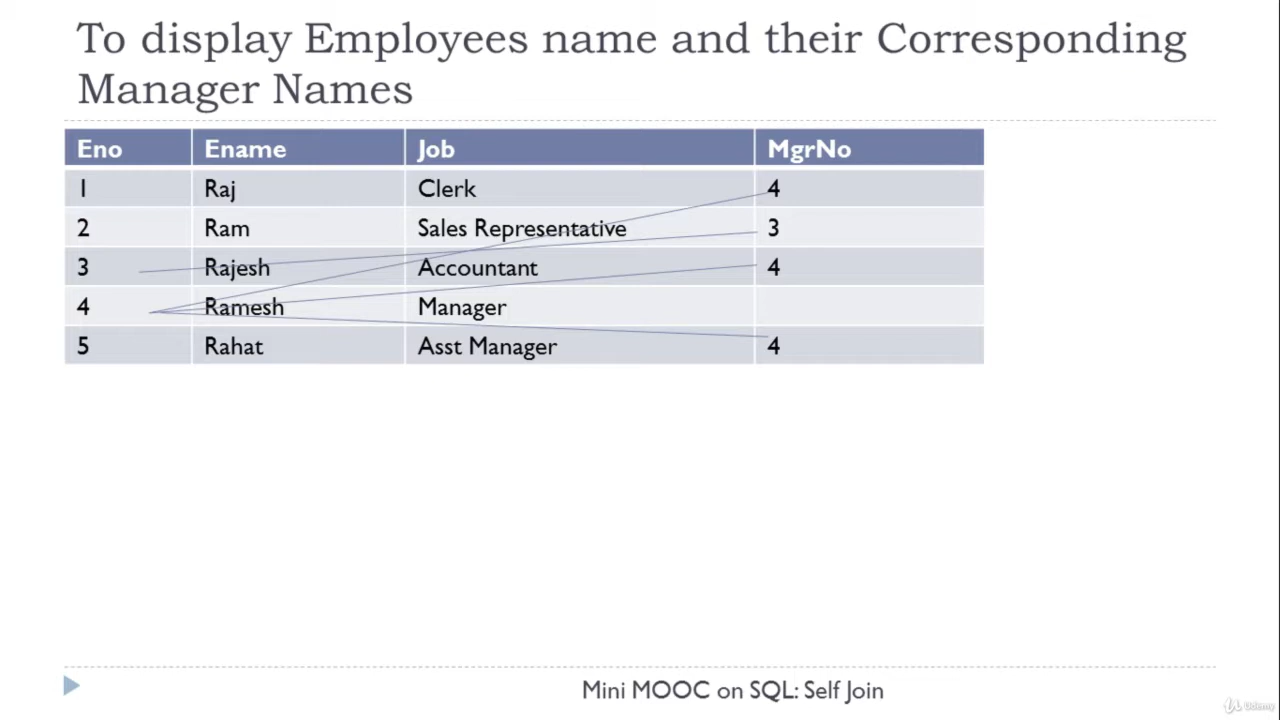 To display Employees name and their Corresponding
Manager Names
Eno Ename Job MgrNo
1 Raj Clerk 4
2 Ram Sales Representative 3
3 Rajesh Accountant 4
4 Ramesh Manager
5 Rahat Asst Manager 4
Mini MOOC on SQL: Self Join
Udemy